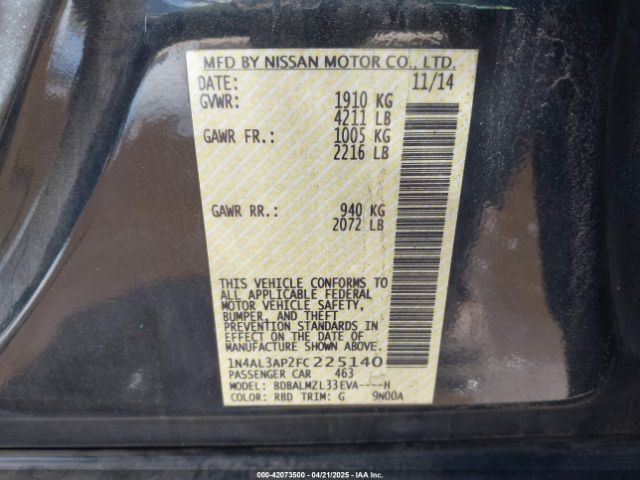 MFD BY NISSAN MOTOR CO., LTD.
DATE: 11/14
GVWR: 1910 KG
4211 LB
GAWR FR.: 1005 KG
2216 LB
GAWR RR.: 940 KG
2072 LB
THIS VEHICLE CONFORMS TO
ALL APPLICABLE FEDERAL
MOTOR VEHICLE SAFETY,
BUMPER, AND THEFT
PREVENTION STANDARDS IN
EFFECT ON THE DATE OF
MANUFACTURE SHOWN ABOVE.
1N4AL3AP2FC225140
PASSENGER CAR 463
MODEL: BDBALMZL33EVA----H
COLOR: RBD TRIM: G 9N00A
000-42073500 - 04/21/2025 - Copyright IAA, Inc.